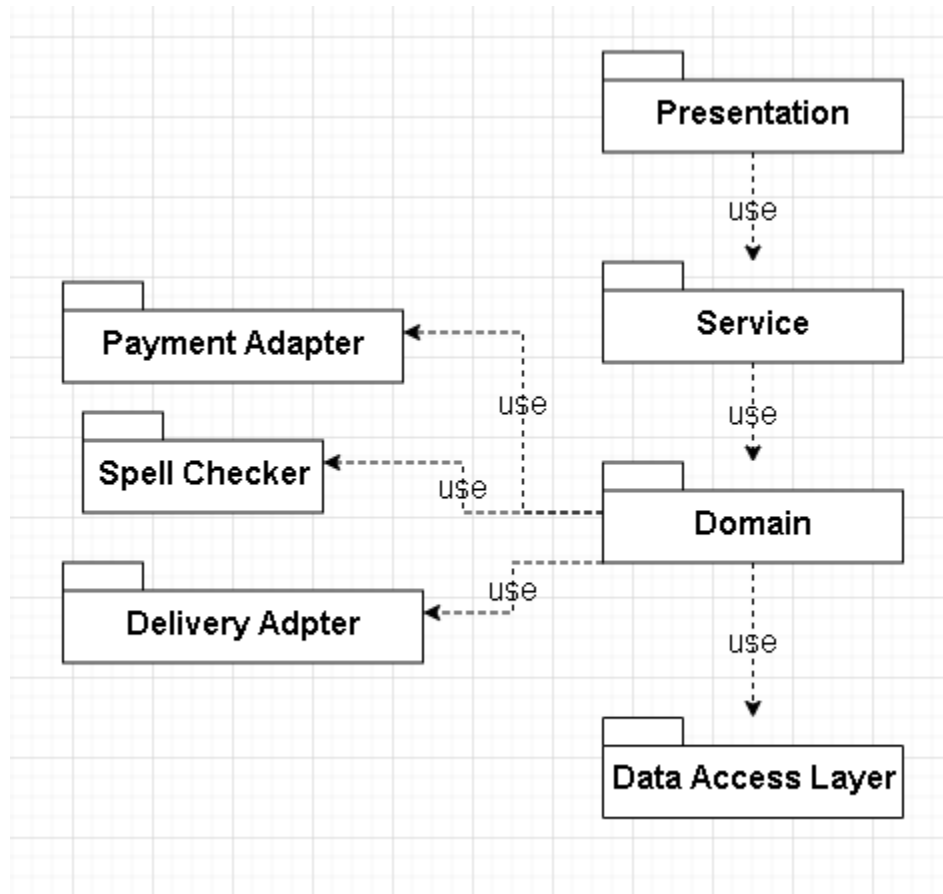 Presentation
use
Service
Payment Adapter
use
use
Spell Checker
use
Domain
use
Delivery Adpter
use
Data Access Layer